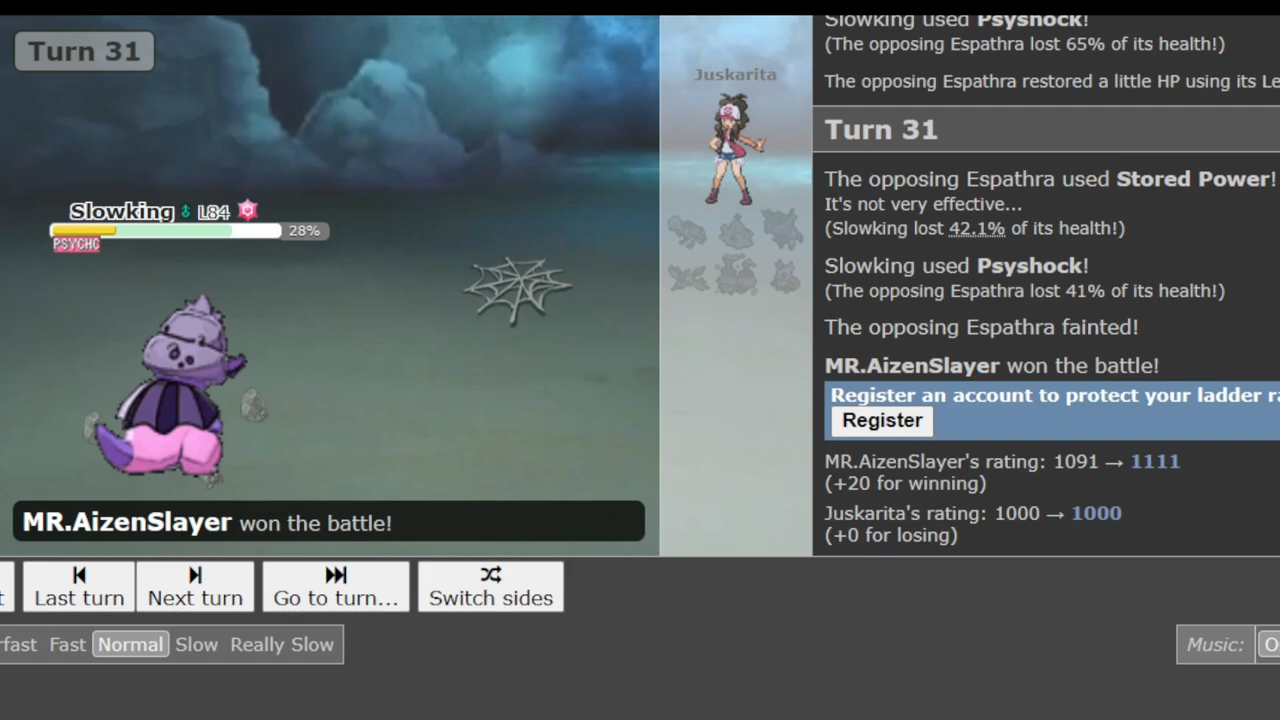 Turn 31
Slowking L84
28%
PSYCHC
MR.AizenSlayer won the battle!
Juskarita
Slowking used Psyshock!
(The opposing Espathra lost 65% of its health!)
The opposing Espathra restored a little HP using its Le
Turn 31
The opposing Espathra used Stored Power!
It's not very effective...
(Slowking lost 42.1% of its health!)
Slowking used Psyshock!
(The opposing Espathra lost 41% of its health!)
The opposing Espathra fainted!
MR.AizenSlayer won the battle!
Register an account to protect your ladder ra
Register
MR.AizenSlayer's rating: 1091 → 1111
(+20 for winning)
Juskarita's rating: 1000 → 1000
(+0 for losing)
t Last turn Next turn Go to turn... Switch sides
rfast Fast Normal Slow Really Slow
Music: O